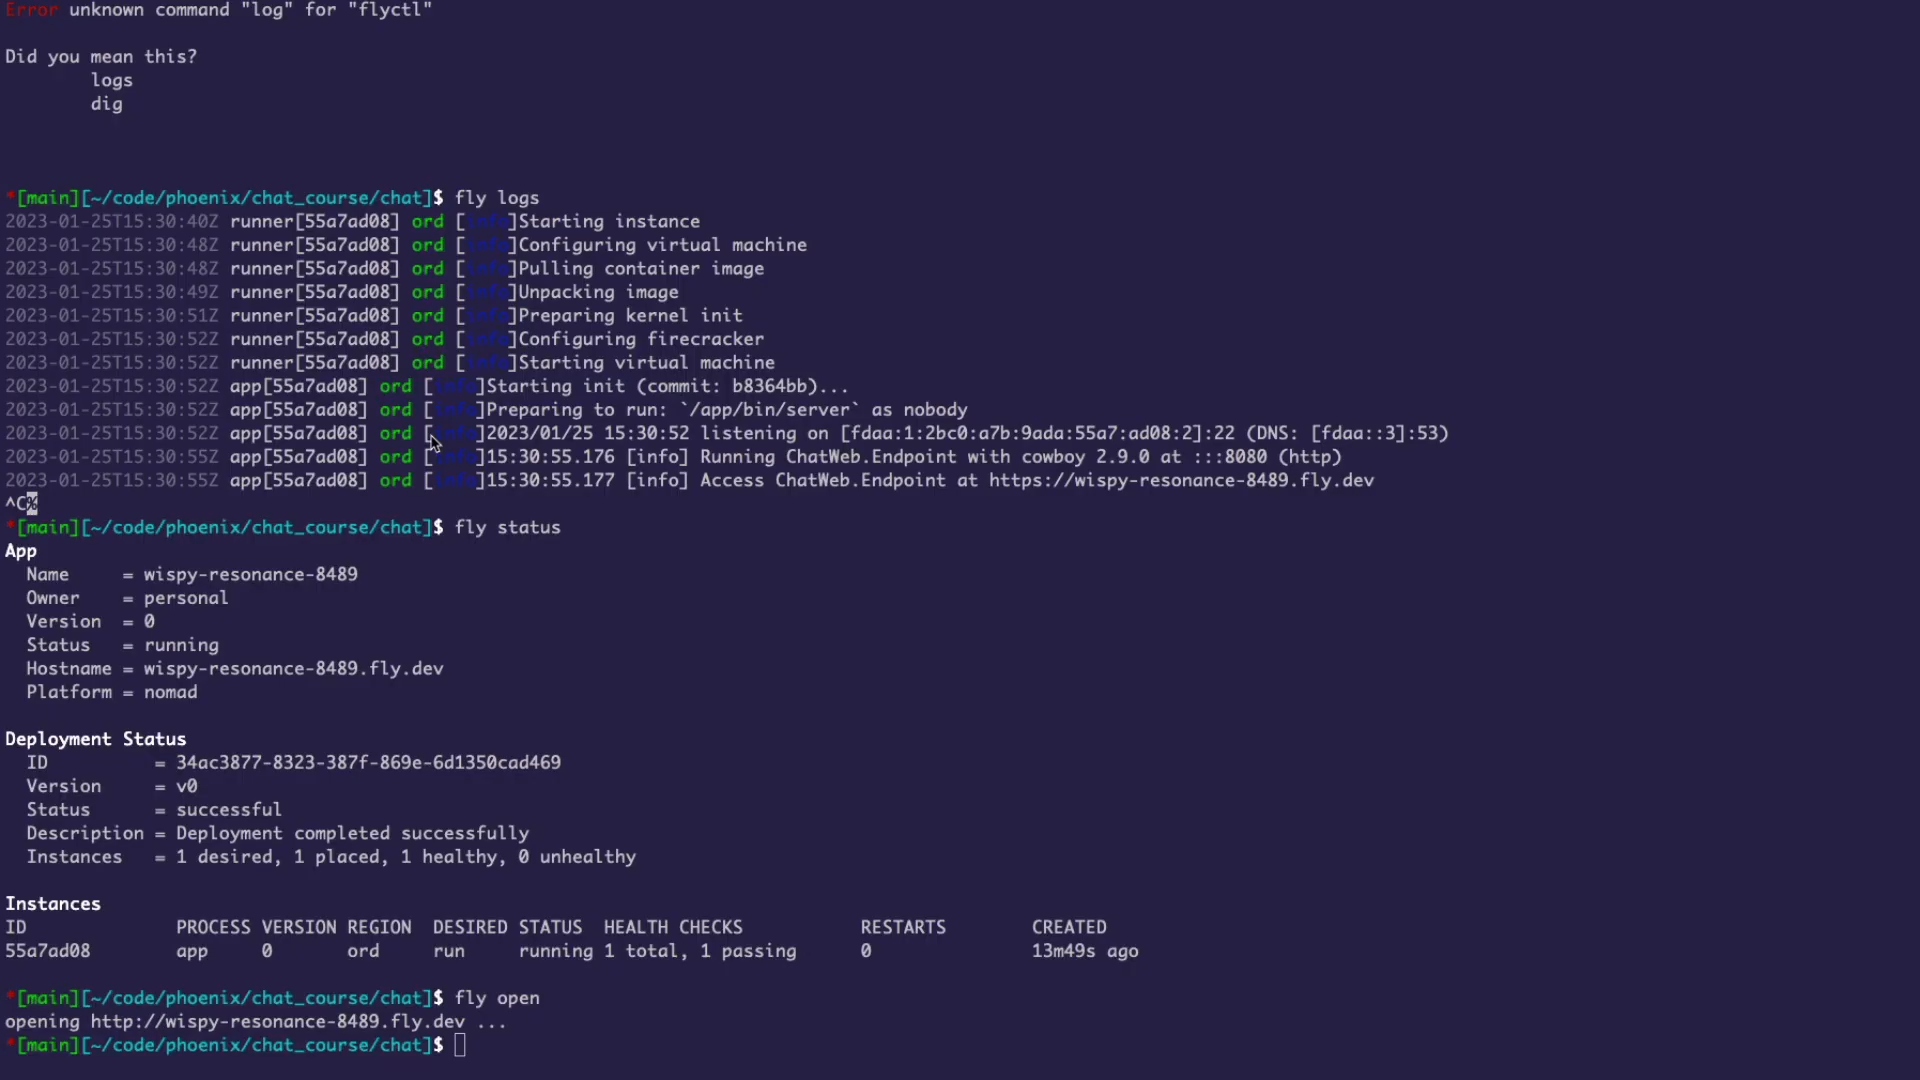 Error unknown command "log" for "flyctl"
Did you mean this?
logs
dig
*[main][~/code/phoenix/chat_course/chat]$ fly logs
2023-01-25T15:30:40Z runner[55a7ad08] ord [info]Starting instance
2023-01-25T15:30:48Z runner[55a7ad08] ord [info]Configuring virtual machine
2023-01-25T15:30:48Z runner[55a7ad08] ord [info]Pulling container image
2023-01-25T15:30:49Z runner[55a7ad08] ord [info]Unpacking image
2023-01-25T15:30:51Z runner[55a7ad08] ord [info]Preparing kernel init
2023-01-25T15:30:52Z runner[55a7ad08] ord [info]Configuring firecracker
2023-01-25T15:30:52Z runner[55a7ad08] ord [info]Starting virtual machine
2023-01-25T15:30:52Z app[55a7ad08] ord [info]Starting init (commit: b8364bb)...
2023-01-25T15:30:52Z app[55a7ad08] ord [info]Preparing to run: `/app/bin/server` as nobody
2023-01-25T15:30:52Z app[55a7ad08] ord [info]2023/01/25 15:30:52 listening on [fdaa:1:2bc0:a7b:9ada:55a7:ad08:2]:22 (DNS: [fdaa::3]:53)
2023-01-25T15:30:55Z app[55a7ad08] ord [info]15:30:55.176 [info] Running ChatWeb.Endpoint with cowboy 2.9.0 at :::8080 (http)
2023-01-25T15:30:55Z app[55a7ad08] ord [info]15:30:55.177 [info] Access ChatWeb.Endpoint at https://wispy-resonance-8489.fly.dev
^C%
*[main][~/code/phoenix/chat_course/chat]$ fly status
App
Name = wispy-resonance-8489
Owner = personal
Version = 0
Status = running
Hostname = wispy-resonance-8489.fly.dev
Platform = nomad
Deployment Status
ID = 34ac3877-8323-387f-869e-6d1350cad469
Version = v0
Status = successful
Description = Deployment completed successfully
Instances = 1 desired, 1 placed, 1 healthy, 0 unhealthy
Instances
ID PROCESS VERSION REGION DESIRED STATUS HEALTH CHECKS RESTARTS CREATED
55a7ad08 app 0 ord run running 1 total, 1 passing 0 13m49s ago
*[main][~/code/phoenix/chat_course/chat]$ fly open
opening http://wispy-resonance-8489.fly.dev ...
*[main][~/code/phoenix/chat_course/chat]$